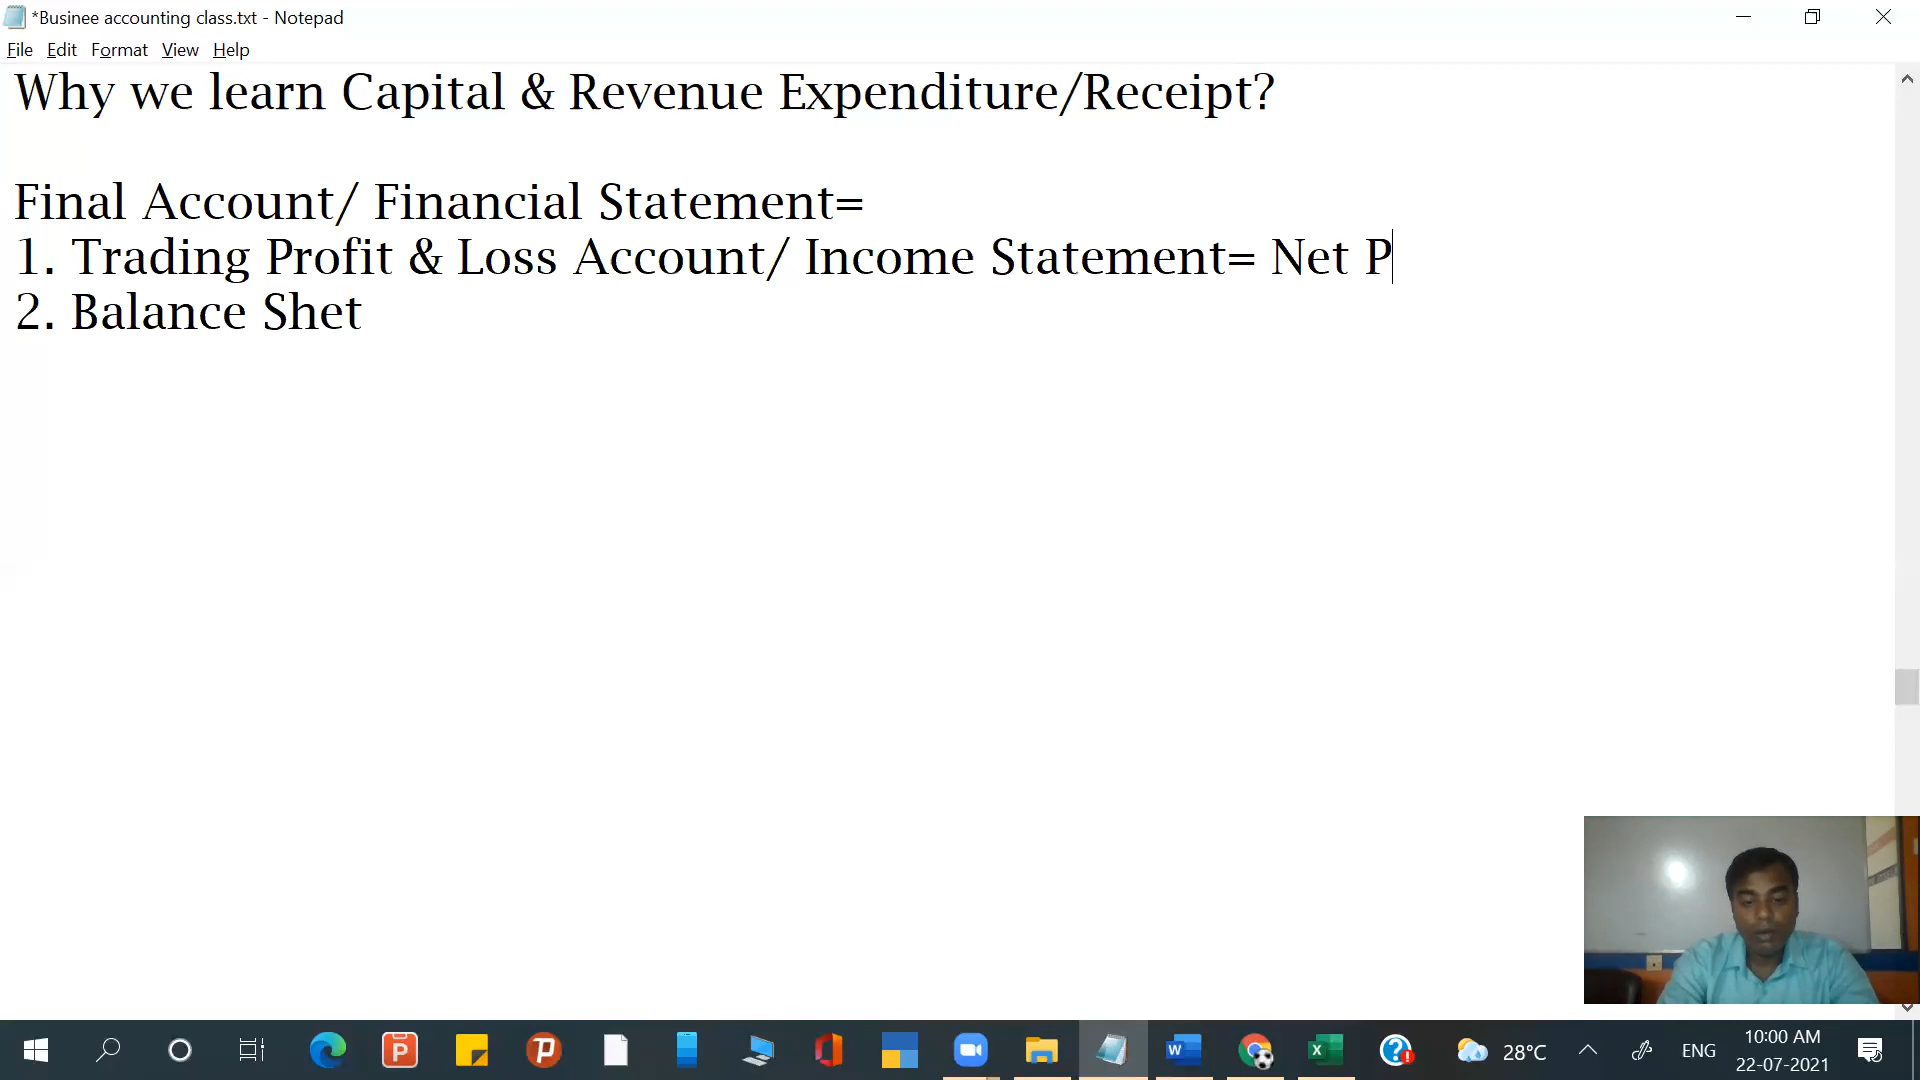 *Businee accounting class.txt - Notepad
File Edit Format View Help
Why we learn Capital & Revenue Expenditure/Receipt?
Final Account/ Financial Statement=
1. Trading Profit & Loss Account/ Income Statement= Net P
2. Balance Shet
28°C
ENG
10:00 AM
22-07-2021